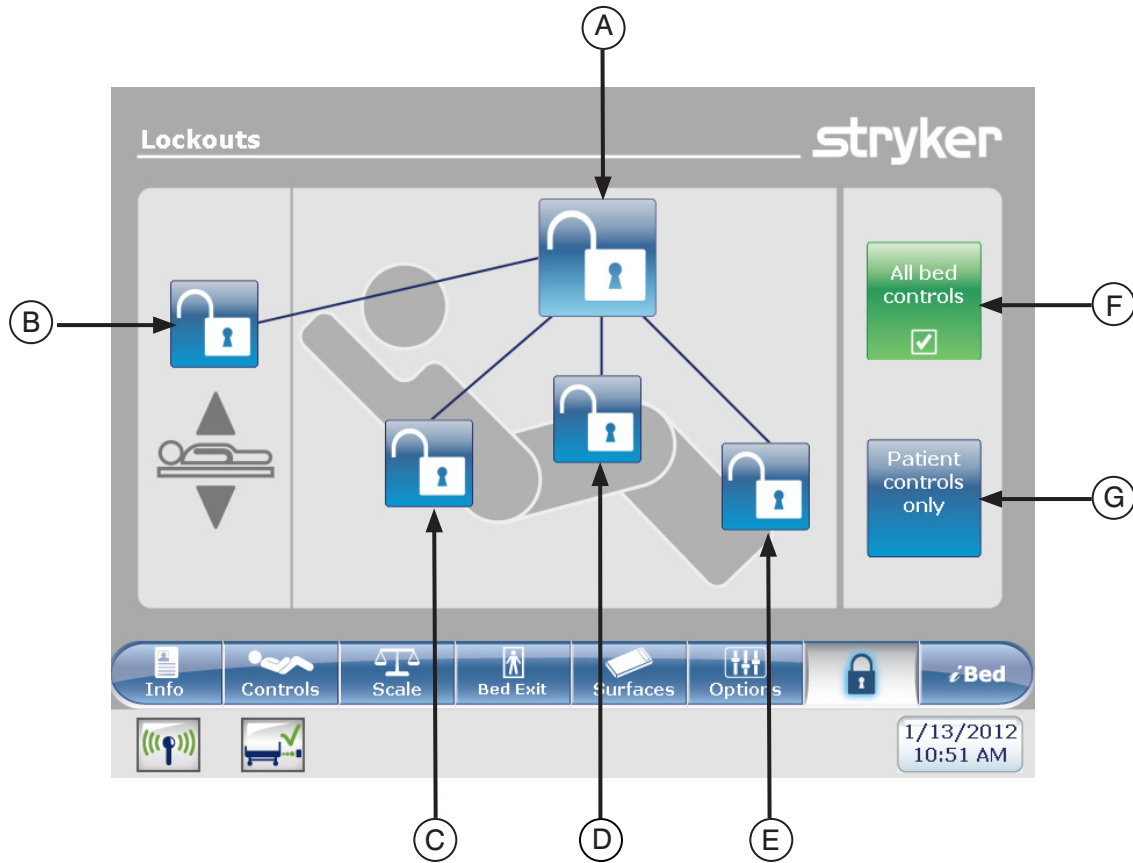 A
Lockouts
stryker
B
All bed
controls
F
Patient
controls
only
G
Info
Controls
Scale
Bed Exit
Surfaces
Options
iBed
1/13/2012
10:51 AM
C
D
E